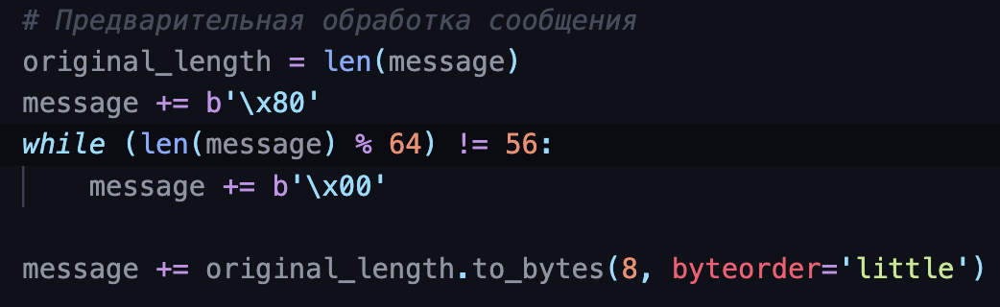 # Предварительная обработка сообщения
original_length = len(message)
message += b'\x80'
while (len(message) % 64) != 56:
    message += b'\x00'
message += original_length.to_bytes(8, byteorder='little')